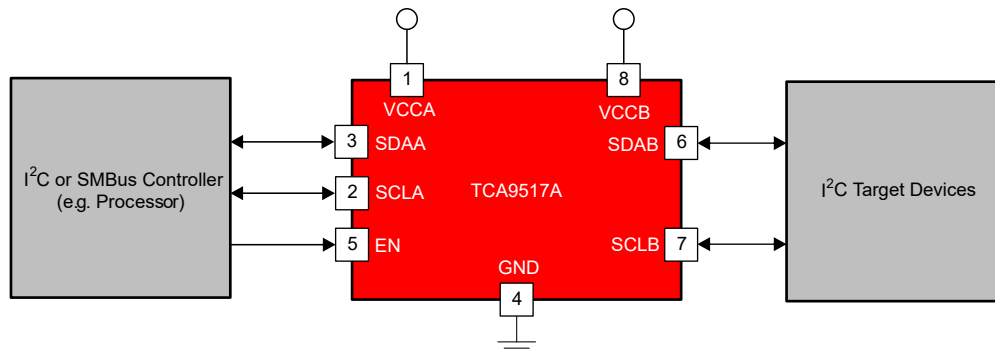 1
8
VCCA
VCCB
3
SDAA
SDAB
6
I²C or SMBus Controller
(e.g. Processor)
2
SCLA
TCA9517A
I²C Target Devices
5
EN
SCLB
7
GND
4